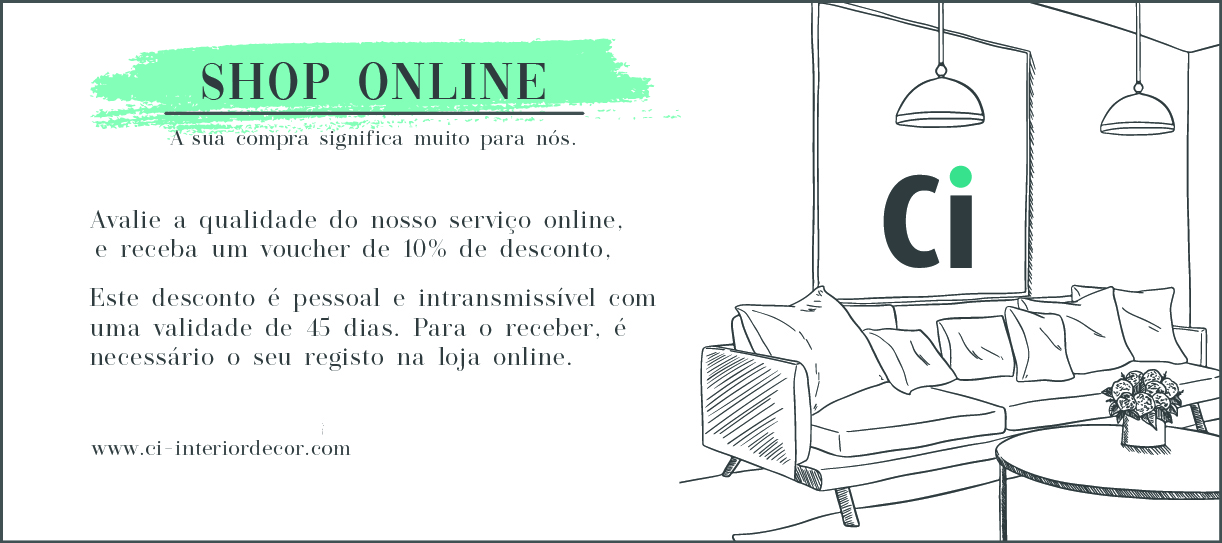 SHOP ONLINE
A sua compra significa muito para nós.
Avalie a qualidade do nosso serviço online,
e receba um voucher de 10% de desconto,
Este desconto é pessoal e intransmissível com
uma validade de 45 dias. Para o receber, é
necessário o seu registo na loja online.
www.ci-interiordecor.com
Ci